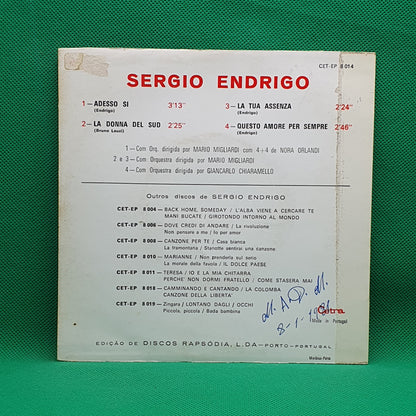 CET-EP 8 014
SERGIO ENDRIGO
1 — ADESSO SI 3'13"
(Endrigo)
2 — LA DONNA DEL SUD 2'25"
(Bruno Lauzi)
3 — LA TUA ASSENZA 2'24"
(Endrigo)
4 — QUESTO AMORE PER SEMPRE 2'46"
(Endrigo)
1 — Com Orq. dirigida por MARIO MIGLIARDI com 4+4 de NORA ORLANDI
2 e 3 — Com Orquestra dirigida por MARIO MIGLIARDI
4 — Com Orquestra dirigida por GIANCARLO CHIARAMELLO
Outros discos de SERGIO ENDRIGO
CET-EP 8 004 — BACK HOME SOMEDAY / L'ALBA VIENE A CERCARE TE
MANI BUCATE / GIROTONDO INTORNO AL MONDO
CET-EP 8 006 — DOVE CREDI DI ANDARE / La rivoluzione
Non pensare a me / Io per amor
CET-EP 8 008 — CANZONE PER TE / Casa bianca
La tramontana / Stanotte sentirai una canzone
CET-EP 8 010 — MARIANNE / Non prenderla sul serio
La morale della favola / IL DOLCE PAESE
CET-EP 8 011 — TERESA / IO E LA MIA CHITARRA
PERCHE' NON DORMI FRATELLO / COME STASERA MAI
CET-EP 8 018 — CAMMINANDO E CANTANDO / LA COLOMBA
CANZONE DELLA LIBERTA'
CET-EP 8 019 — Zingara / LONTANO DAGLI OCCHI
Piccola, piccola / Bada bambina
8-1-1981
Cetra
Made in Portugal
EDIÇÃO DE DISCOS RAPSÓDIA, L.DA — PORTO — PORTUGAL